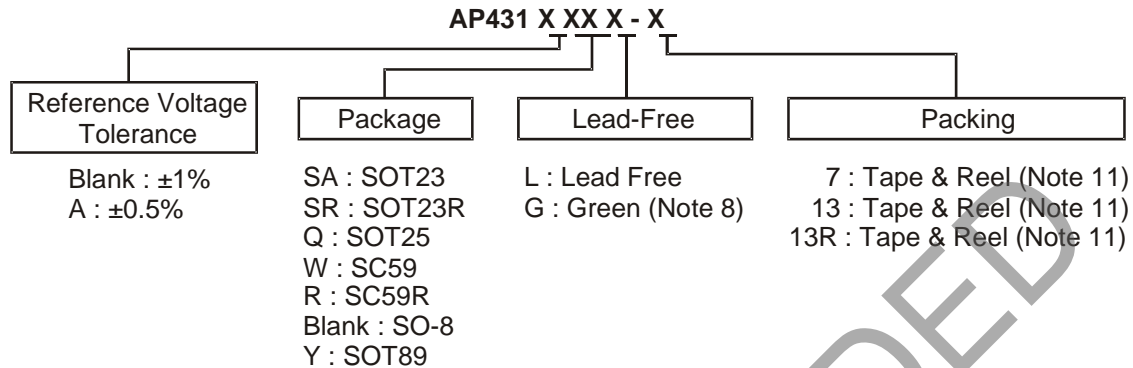 AP431 X XX X - X
Reference Voltage
Tolerance
Blank : ±1%
A : ±0.5%
Package
SA : SOT23
SR : SOT23R
Q : SOT25
W : SC59
R : SC59R
Blank : SO-8
Y : SOT89
Lead-Free
L : Lead Free
G : Green (Note 8)
Packing
7 : Tape & Reel (Note 11)
13 : Tape & Reel (Note 11)
13R : Tape & Reel (Note 11)
DED